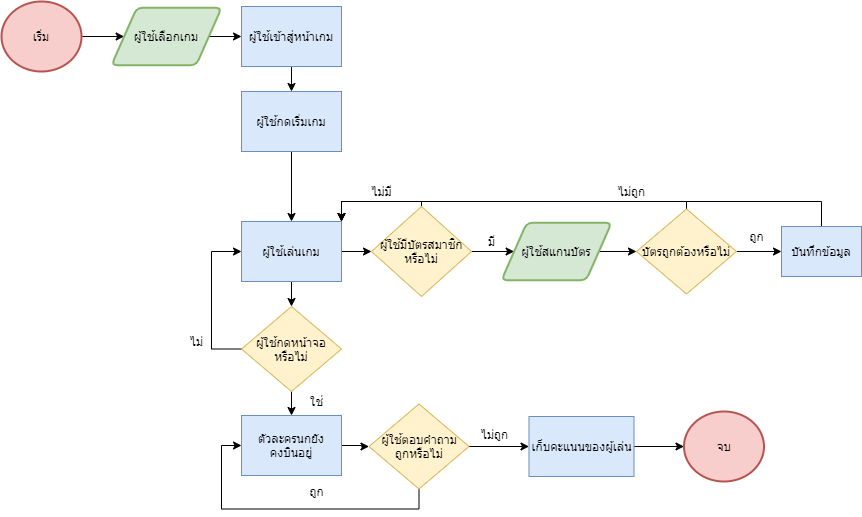 เริ่ม
ผู้ใช้เลือกเกม
ผู้ใช้เข้าสู่หน้าเกม
ผู้ใช้กดเริ่มเกม
ไม่มี
ไม่ถูก
ผู้ใช้เล่นเกม
ผู้ใช้มีบัตรสมาชิก
หรือไม่
มี
ผู้ใช้สแกนบัตร
บัตรถูกต้องหรือไม่
ถูก
บันทึกข้อมูล
ไม่
ผู้ใช้กดหน้าจอ
หรือไม่
ใช่
ตัวละครนกยัง
คงบินอยู่
ผู้ใช้ตอบคำถาม
ถูกหรือไม่
ไม่ถูก
เก็บคะแนนของผู้เล่น
จบ
ถูก